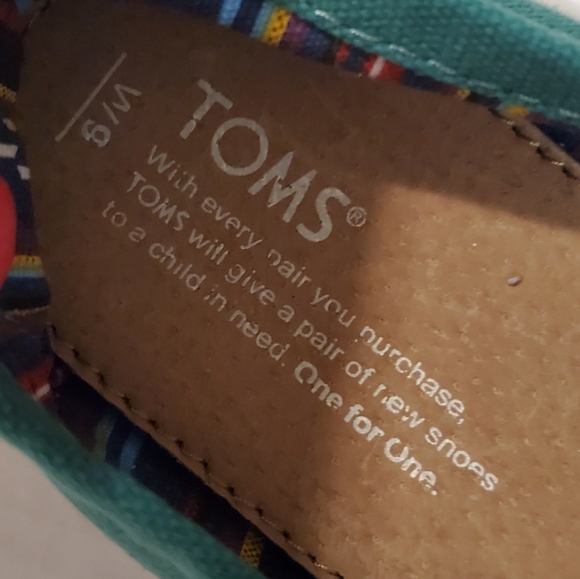 W/9
TOMS®
With every pair you purchase,
TOMS will give a pair of new shoes
to a child in need. One for One.